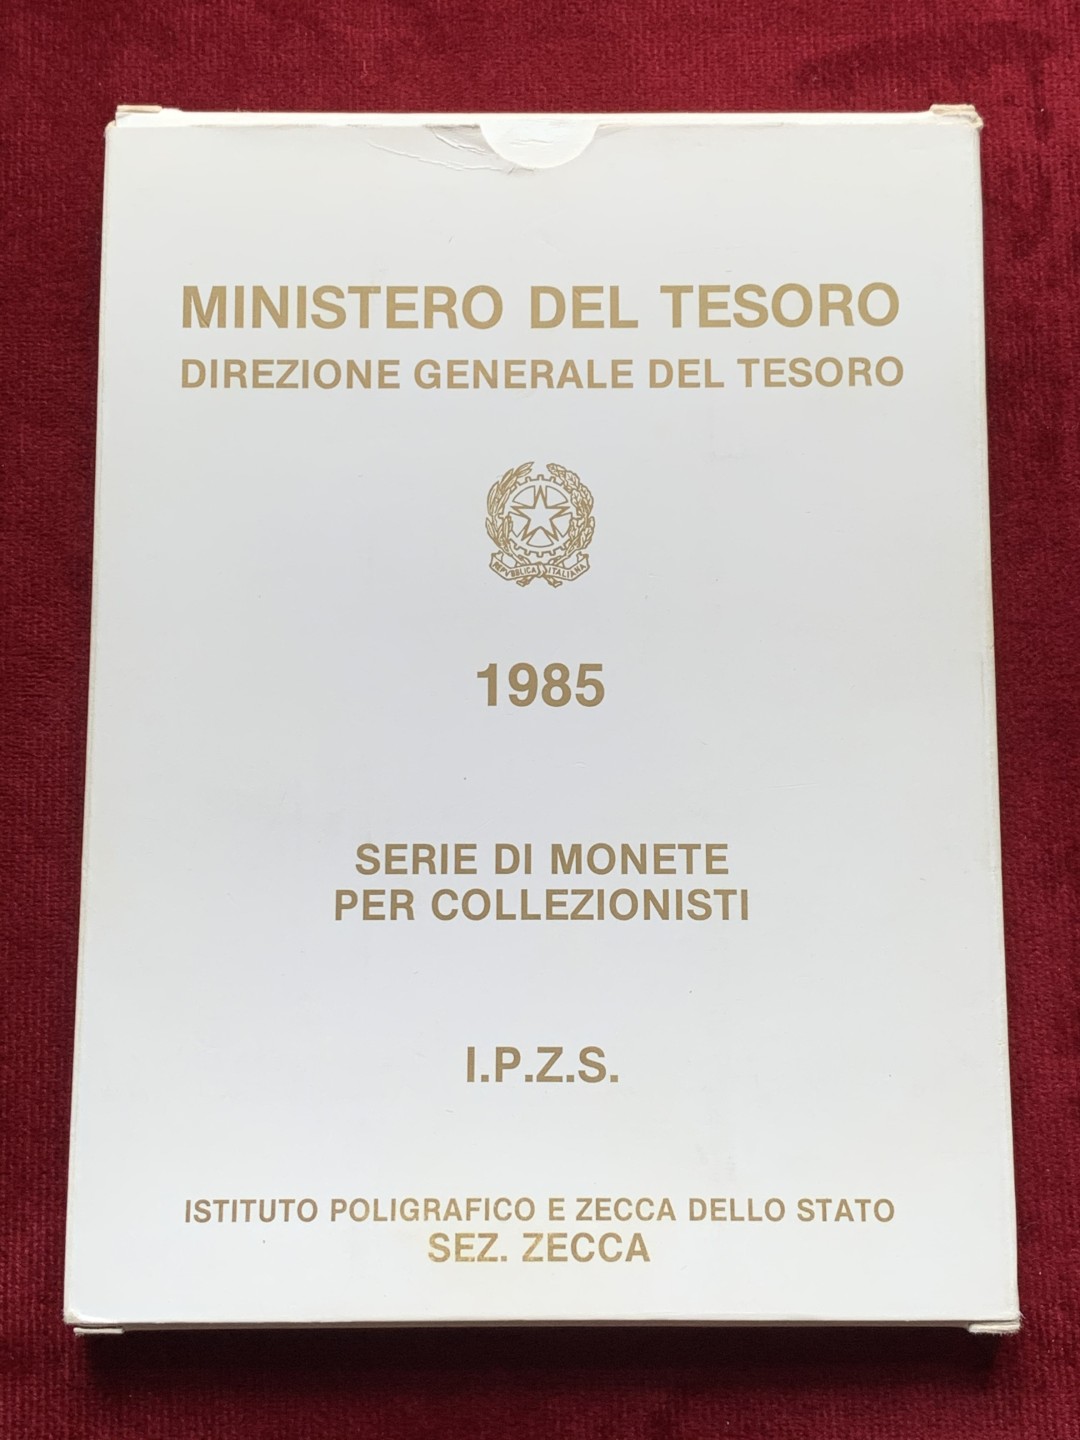 MINISTERO DEL TESORO
DIREZIONE GENERALE DEL TESORO
REPVBBLICA ITALIANA
1985
SERIE DI MONETE
PER COLLEZIONISTI
I.P.Z.S.
ISTITUTO POLIGRAFICO E ZECCA DELLO STATO
SEZ. ZECCA